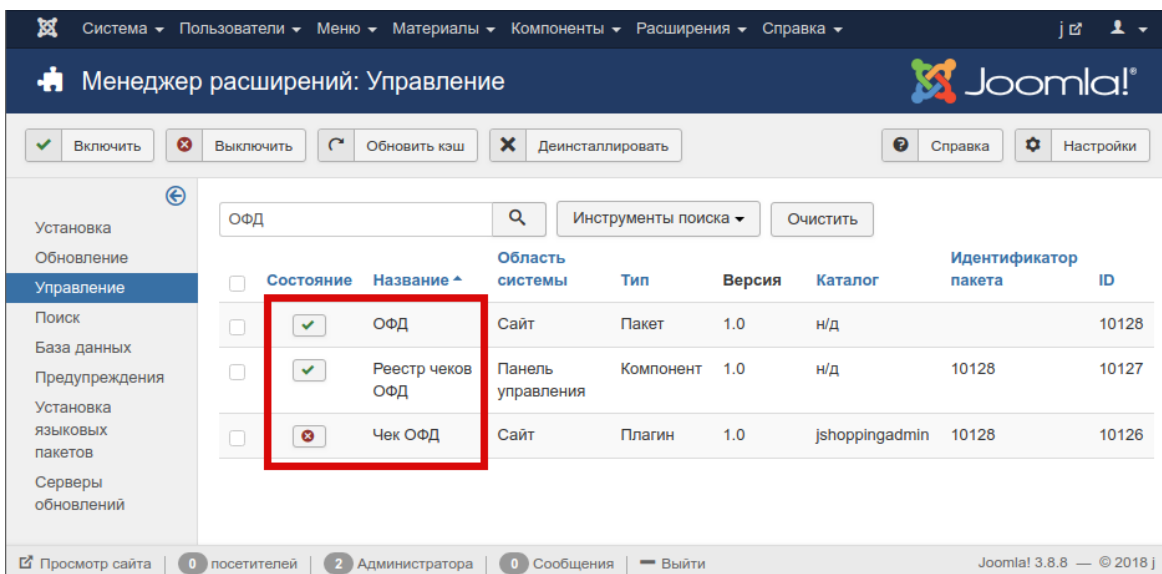 Система Пользователи Меню Материалы Компоненты Расширения Справка j
Менеджер расширений: Управление Joomla!®
Включить Выключить Обновить кэш Деинсталлировать Справка Настройки
Установка
Обновление
Управление
Поиск
База данных
Предупреждения
Установка
языковых
пакетов
Серверы
обновлений
ОФД Инструменты поиска Очистить
Состояние Название Область системы Тип Версия Каталог Идентификатор пакета ID
ОФД Сайт Пакет 1.0 н/д 10128
Реестр чеков ОФД Панель управления Компонент 1.0 н/д 10128 10127
Чек ОФД Сайт Плагин 1.0 jshoppingadmin 10128 10126
Просмотр сайта | 0 посетителей | 2 Администратора | 0 Сообщения | Выйти Joomla! 3.8.8 — © 2018 j